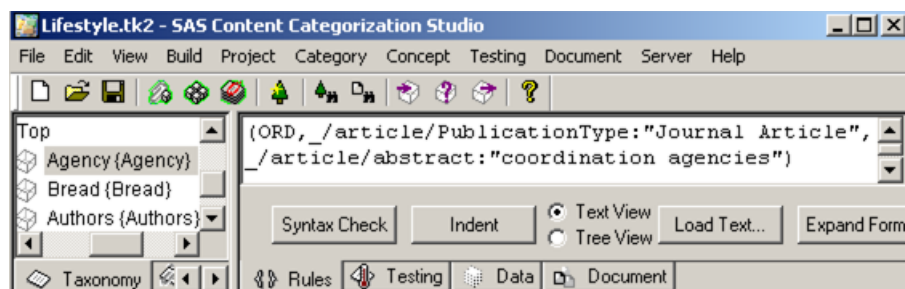 Lifestyle.tk2 - SAS Content Categorization Studio
File Edit View Build Project Category Concept Testing Document Server Help
Top
Agency {Agency}
Bread {Bread}
Authors {Authors}
(ORD,_/article/PublicationType:"Journal Article",
_/article/abstract:"coordination agencies")
Syntax Check Indent Text View Tree View Load Text... Expand Form
Taxonomy Rules Testing Data Document